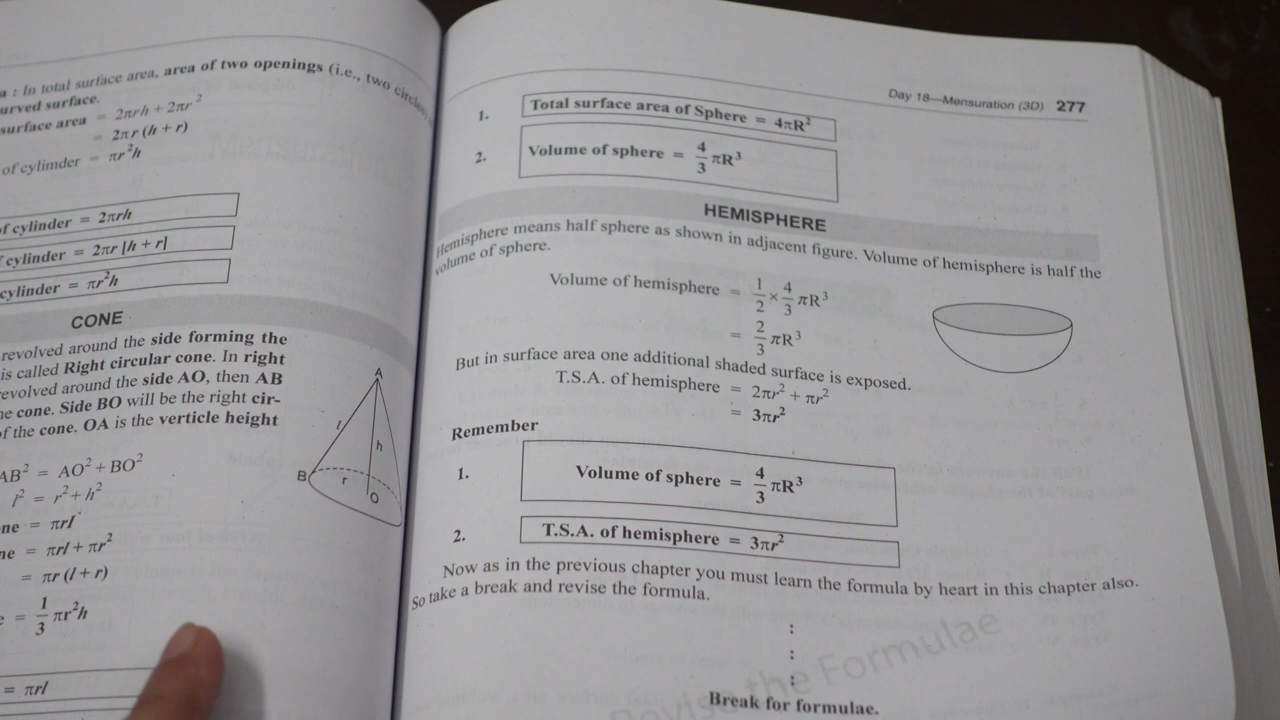 a : In total surface area, area of two openings (i.e., two circles)
urved surface.
surface area = 2πrh + 2πr²
= 2πr (h + r)
of cylimder = πr²h
of cylinder = 2πrh
cylinder = 2πr [h + r]
cylinder = πr²h
CONE
revolved around the side forming the
is called Right circular cone. In right
revolved around the side AO, then AB
he cone. Side BO will be the right cir-
of the cone. OA is the verticle height
AB² = AO² + BO²
l² = r² + h²
ne = πrl
ne = πrl + πr²
= πr (l + r)
= 1/3 πr²h
= πrl
A
l
h
B
r
O
Day 18—Mensuration (3D) 277
1. Total surface area of Sphere = 4πR²
2. Volume of sphere = 4/3 πR³
HEMISPHERE
Hemisphere means half sphere as shown in adjacent figure. Volume of hemisphere is half the
volume of sphere.
Volume of hemisphere = 1/2 × 4/3 πR³
= 2/3 πR³
But in surface area one additional shaded surface is exposed.
T.S.A. of hemisphere = 2πr² + πr²
= 3πr²
Remember
1. Volume of sphere = 4/3 πR³
2. T.S.A. of hemisphere = 3πr²
Now as in the previous chapter you must learn the formula by heart in this chapter also.
So take a break and revise the formula.
:
:
:
Revise the Formulae
Break for formulae.